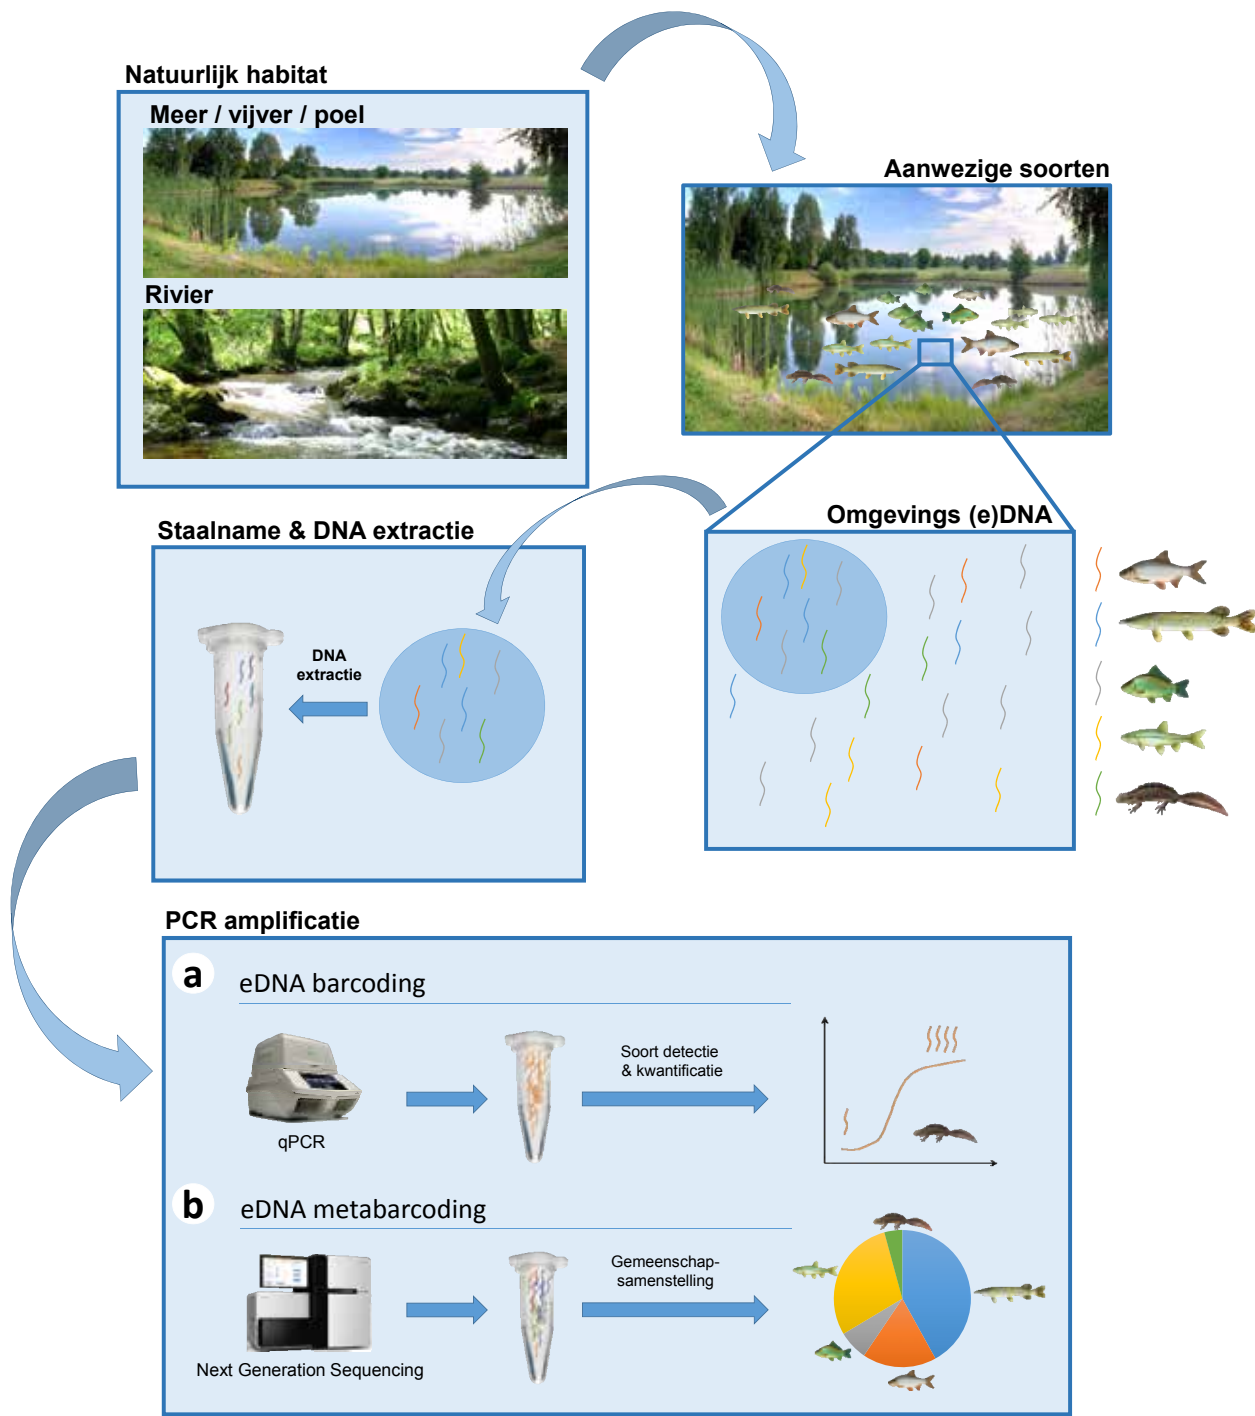 Natuurlijk habitat
Meer / vijver / poel
Rivier
Aanwezige soorten
Omgevings (e)DNA
Staalname & DNA extractie
DNA
extractie
PCR amplificatie
a
eDNA barcoding
qPCR
Soort detectie
& kwantificatie
b
eDNA metabarcoding
Next Generation Sequencing
Gemeenschap-
samenstelling